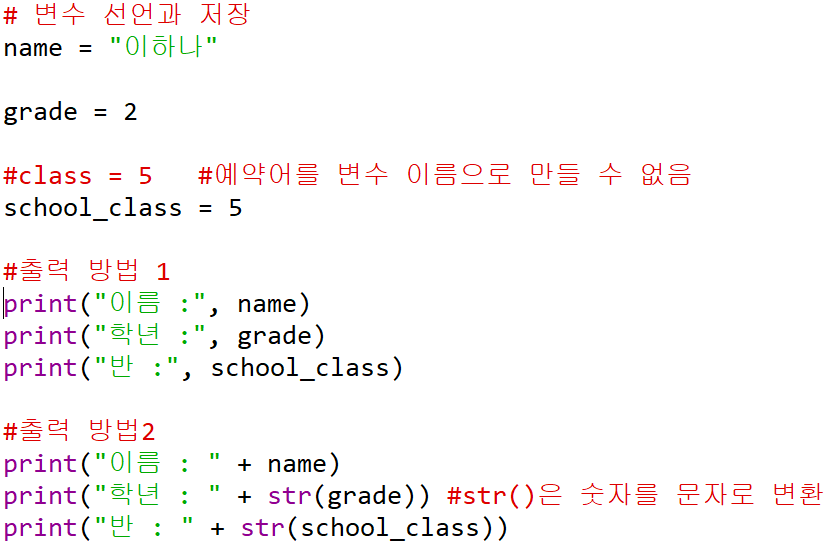 # 변수 선언과 저장
name = "이하나"
grade = 2
#class = 5   #예약어를 변수 이름으로 만들 수 없음
school_class = 5
#출력 방법 1
print("이름 :", name)
print("학년 :", grade)
print("반 :", school_class)
#출력 방법2
print("이름 : " + name)
print("학년 : " + str(grade)) #str()은 숫자를 문자로 변환
print("반 : " + str(school_class))